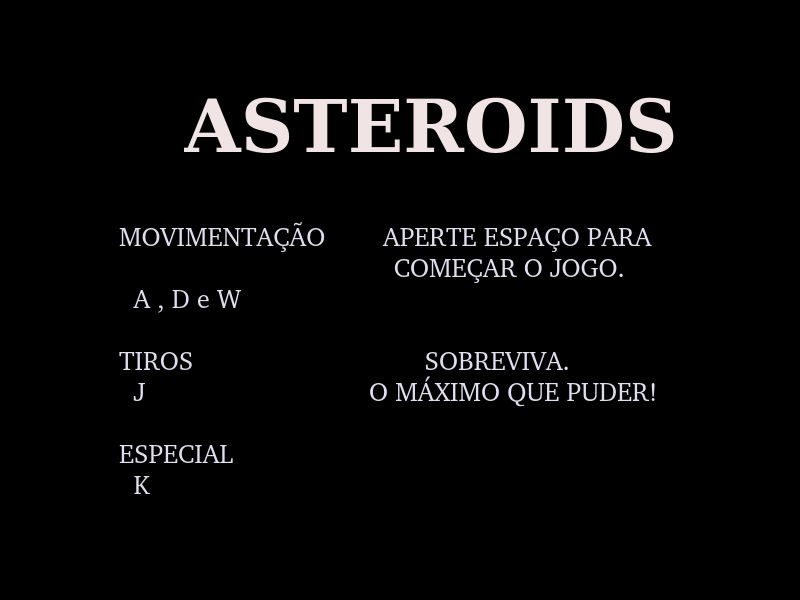 ASTEROIDS
MOVIMENTAÇÃO
A , D e W
TIROS
J
ESPECIAL
K
APERTE ESPAÇO PARA
COMEÇAR O JOGO.
SOBREVIVA.
O MÁXIMO QUE PUDER!